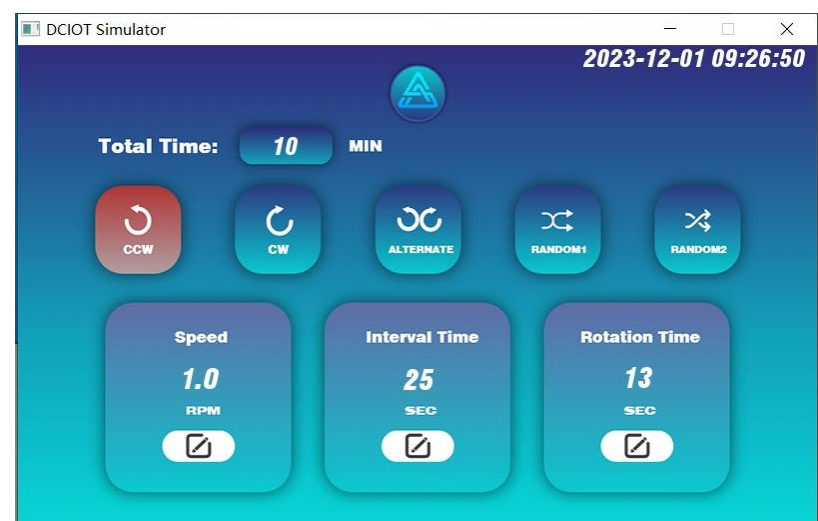 DCIOT Simulator
2023-12-01 09:26:50
Total Time: 10 MIN
CCW CW ALTERNATE RANDOM1 RANDOM2
Speed Interval Time Rotation Time
1.0 25 13
RPM SEC SEC